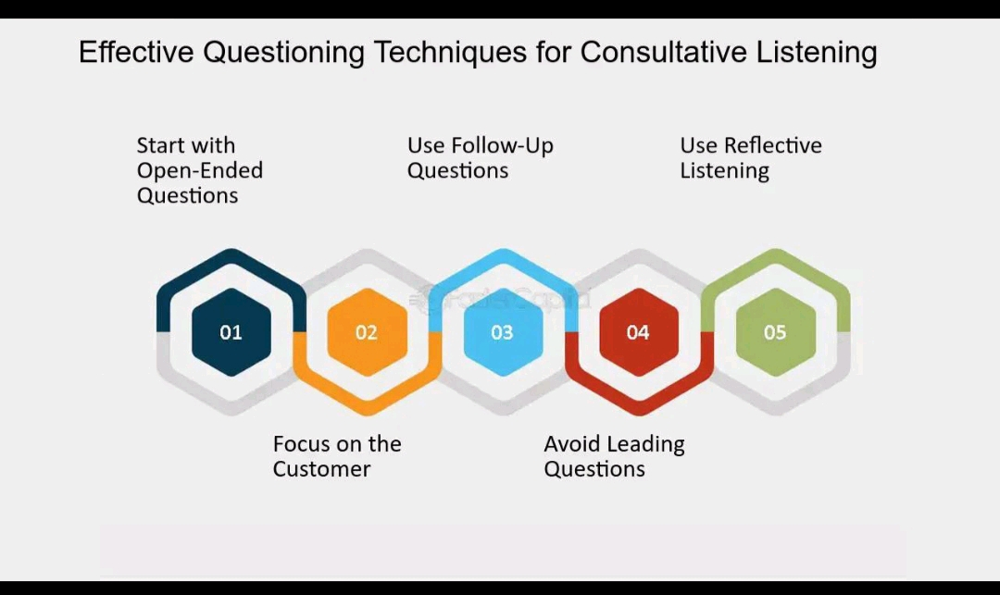 Effective Questioning Techniques for Consultative Listening
Start with
Open-Ended
Questions
Use Follow-Up
Questions
Use Reflective
Listening
01
02
03
04
05
Focus on the
Customer
Avoid Leading
Questions